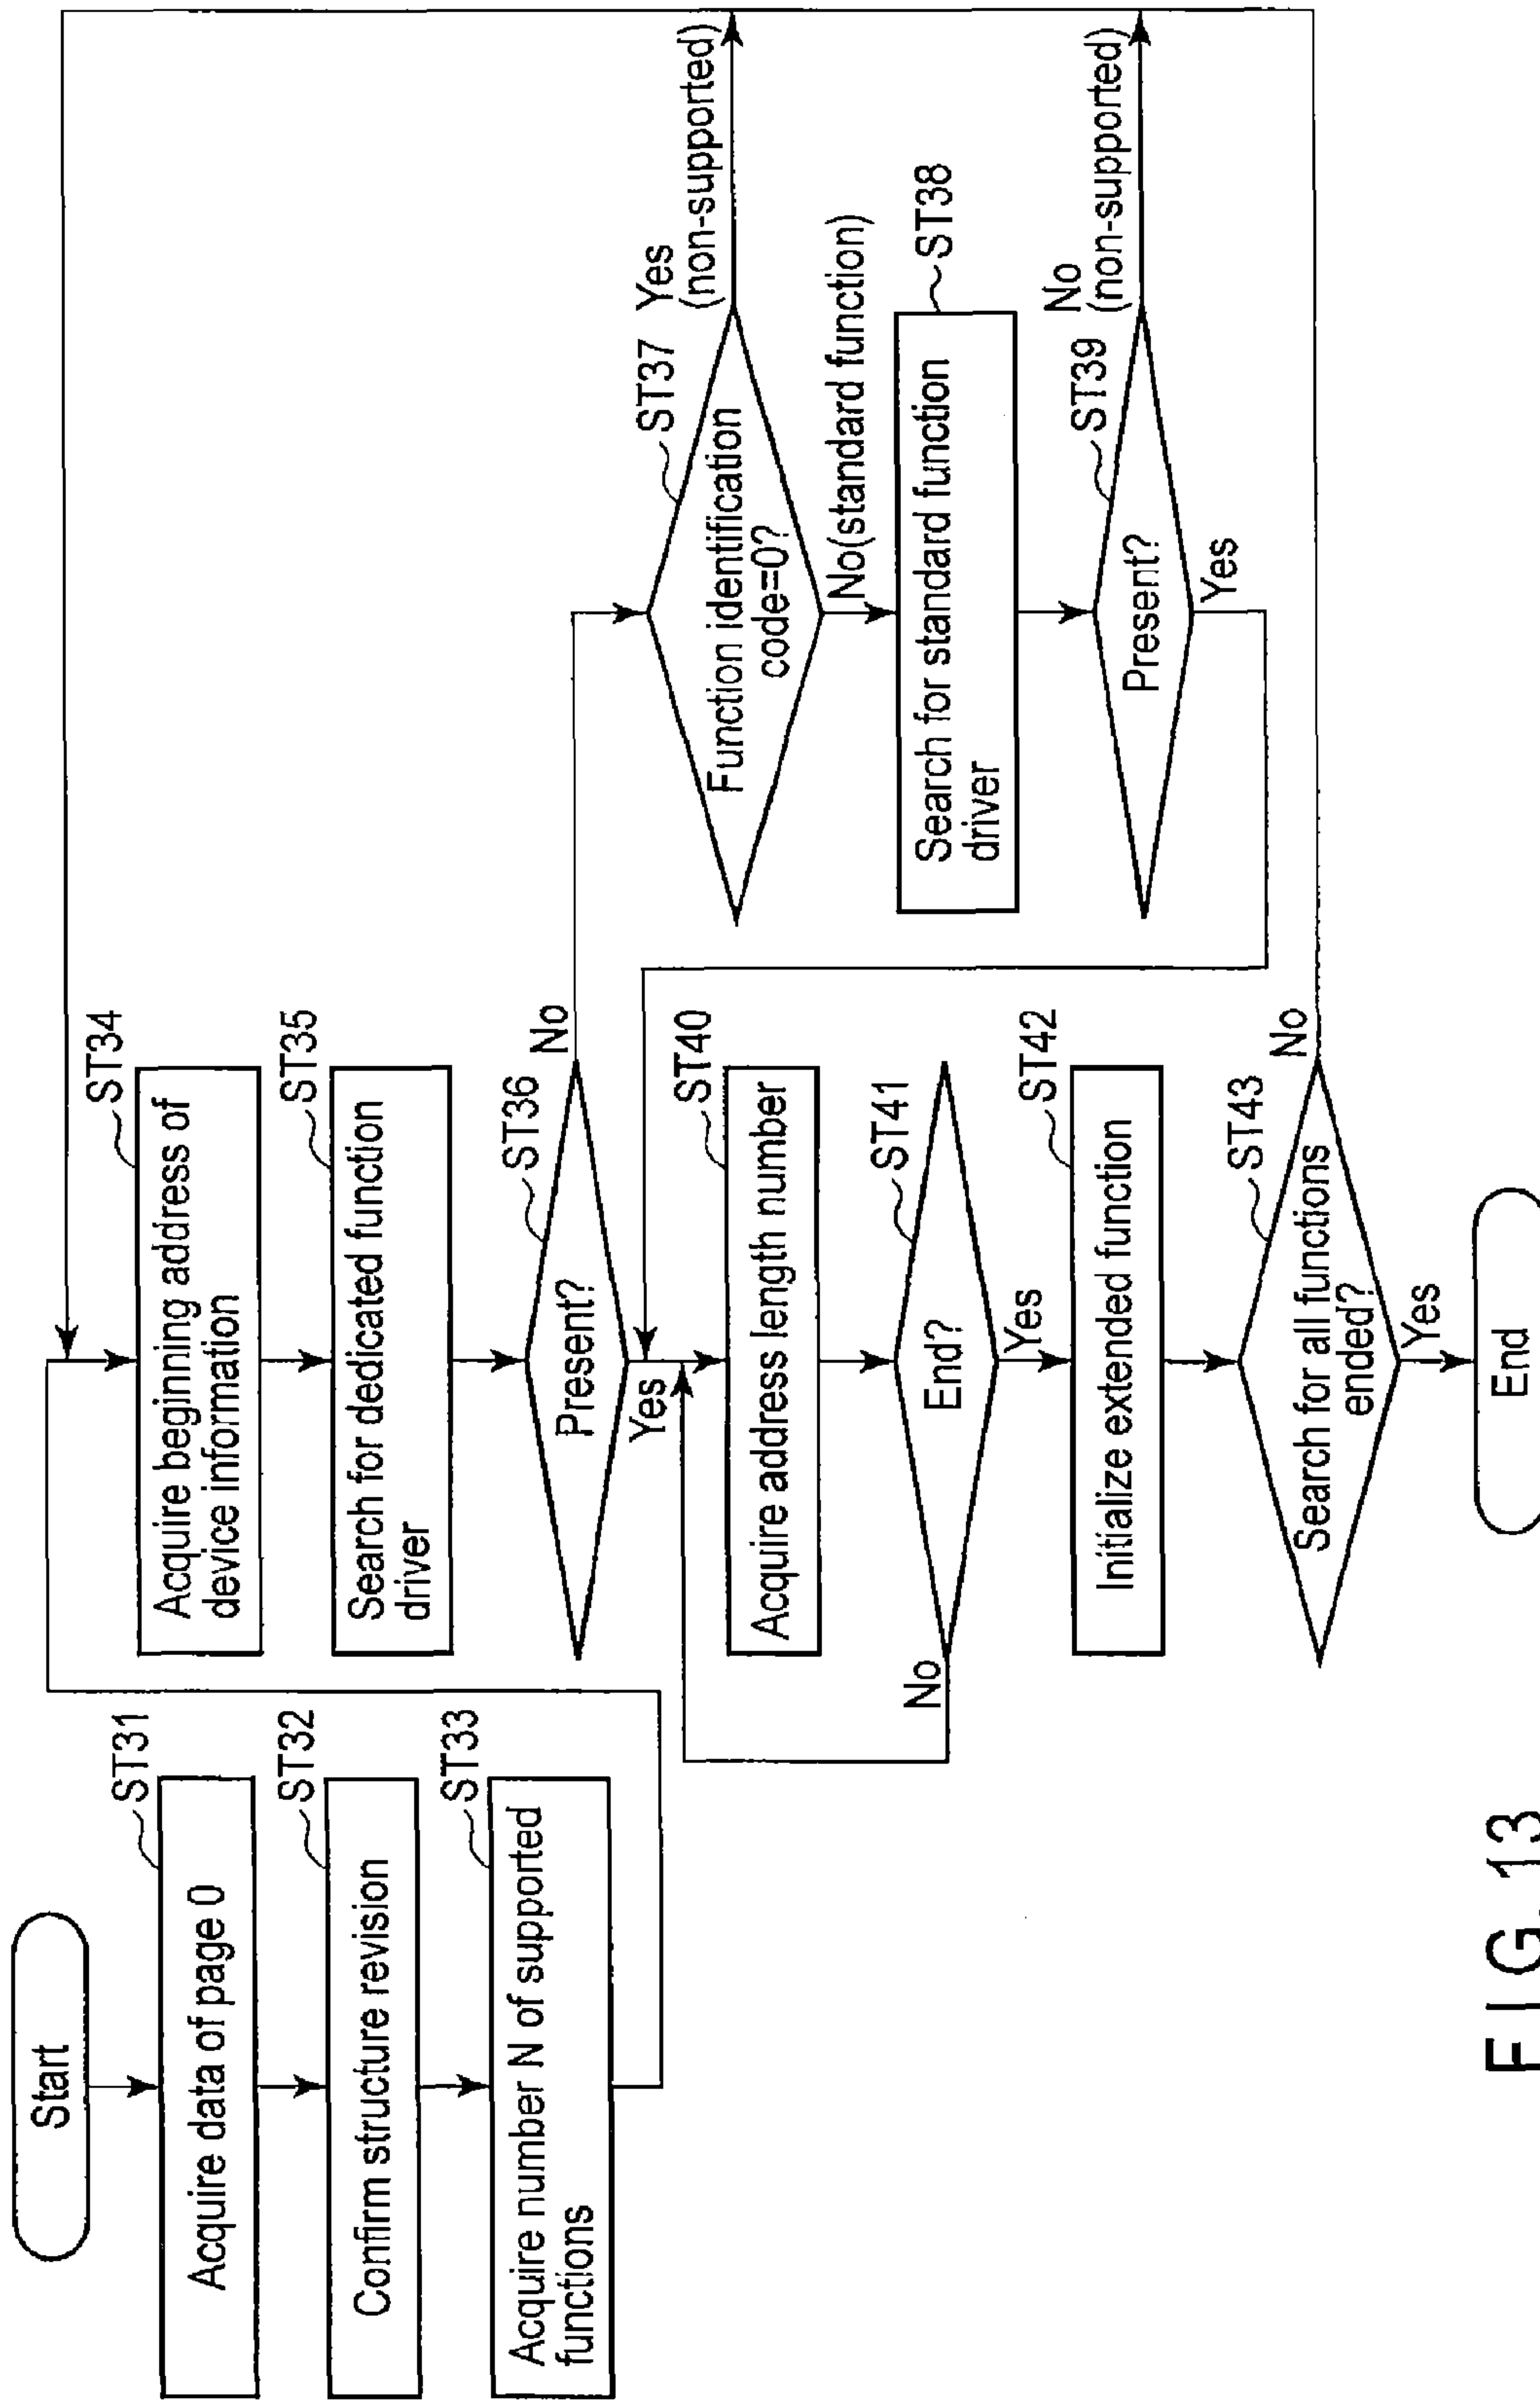 Start
ST31
Acquire data of page 0
ST32
Confirm structure revision
ST33
Acquire number N of supported
functions
ST34
Acquire beginning address of
device information
ST35
Search for dedicated function
driver
ST36
Present?
No
Yes
ST37
Function identification
code=0?
Yes
(non-supported)
No(standard function)
ST38
Search for standard function
driver
ST39
Present?
No
(non-supported)
Yes
ST40
Acquire address length number
ST41
End?
No
Yes
ST42
Initialize extended function
ST43
Search for all functions
ended?
No
Yes
End
FIG. 13